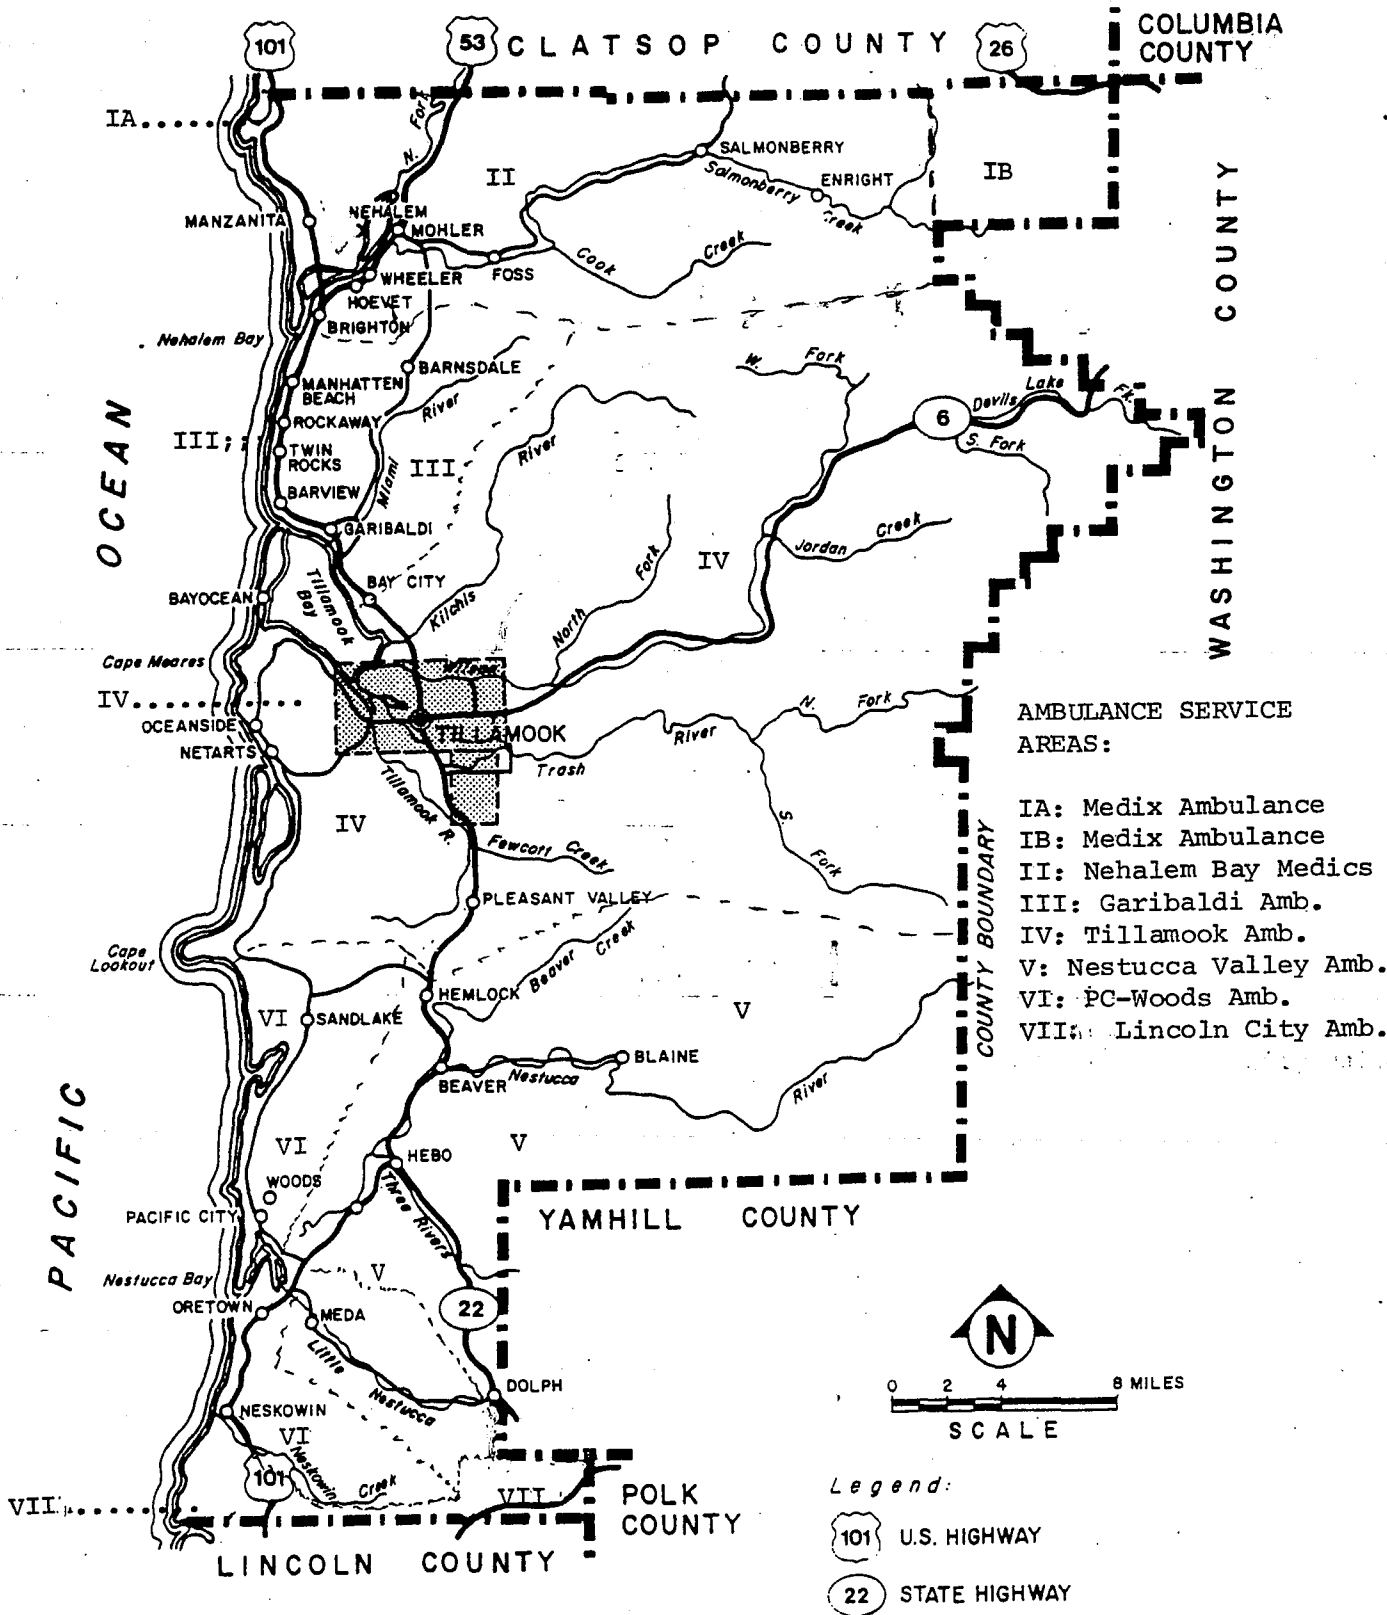 101
53
CLATSOP COUNTY
26
COLUMBIA
COUNTY
IA
N. Fork
SALMONBERRY
Salmonberry Creek
ENRIGHT
IB
II
MANZANITA
NEHALEM
MOHLER
WHEELER
HOEVET
FOSS
Cook Creek
BRIGHTON
Nehalem Bay
BARNSDALE
MANHATTEN
BEACH
ROCKAWAY
III
TWIN
ROCKS
BARVIEW
Miami River
III
GARIBALDI
W. Fork
Devils Lake Fk.
6
S. Fork
WASHINGTON COUNTY
PACIFIC OCEAN
Jordan Creek
IV
BAY CITY
BAYOCEAN
Tillamook
Bay
Kilchis River
North Fork
Wilson
Cape Meares
IV
OCEANSIDE
NETARTS
TILLAMOOK
Trash River
N. Fork
S. Fork
Tillamook R.
IV
Fawcott Creek
PLEASANT VALLEY
Cape
Lookout
Beaver Creek
HEMLOCK
VI
SANDLAKE
V
BLAINE
BEAVER
Nestucca River
COUNTY BOUNDARY
AMBULANCE SERVICE
AREAS:
IA: Medix Ambulance
IB: Medix Ambulance
II: Nehalem Bay Medics
III: Garibaldi Amb.
IV: Tillamook Amb.
V: Nestucca Valley Amb.
VI: PC-Woods Amb.
VII: Lincoln City Amb.
VI
V
HEBO
WOODS
PACIFIC CITY
Three Rivers
YAMHILL COUNTY
Nestucca Bay
V
ORETOWN
MEDA
22
Little Nestucca
DOLPH
NESKOWIN
VI
101
Neskowin Creek
VII
VII
POLK
COUNTY
LINCOLN COUNTY
N
0 2 4 8 MILES
SCALE
Legend:
101 U.S. HIGHWAY
22 STATE HIGHWAY